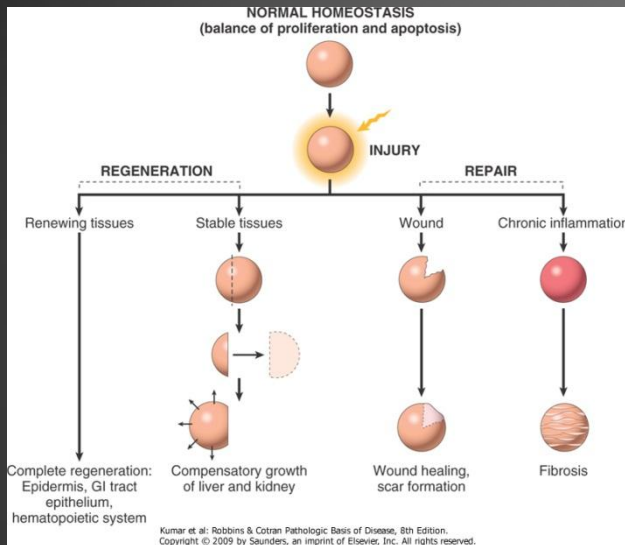 NORMAL HOMEOSTASIS
(balance of proliferation and apoptosis)
INJURY
REGENERATION
REPAIR
Renewing tissues
Stable tissues
Wound
Chronic inflammation
Complete regeneration:
Epidermis, GI tract
epithelium,
hematopoietic system
Compensatory growth
of liver and kidney
Wound healing,
scar formation
Fibrosis
Kumar et al: Robbins & Cotran Pathologic Basis of Disease, 8th Edition.
Copyright © 2009 by Saunders, an imprint of Elsevier, Inc. All rights reserved.